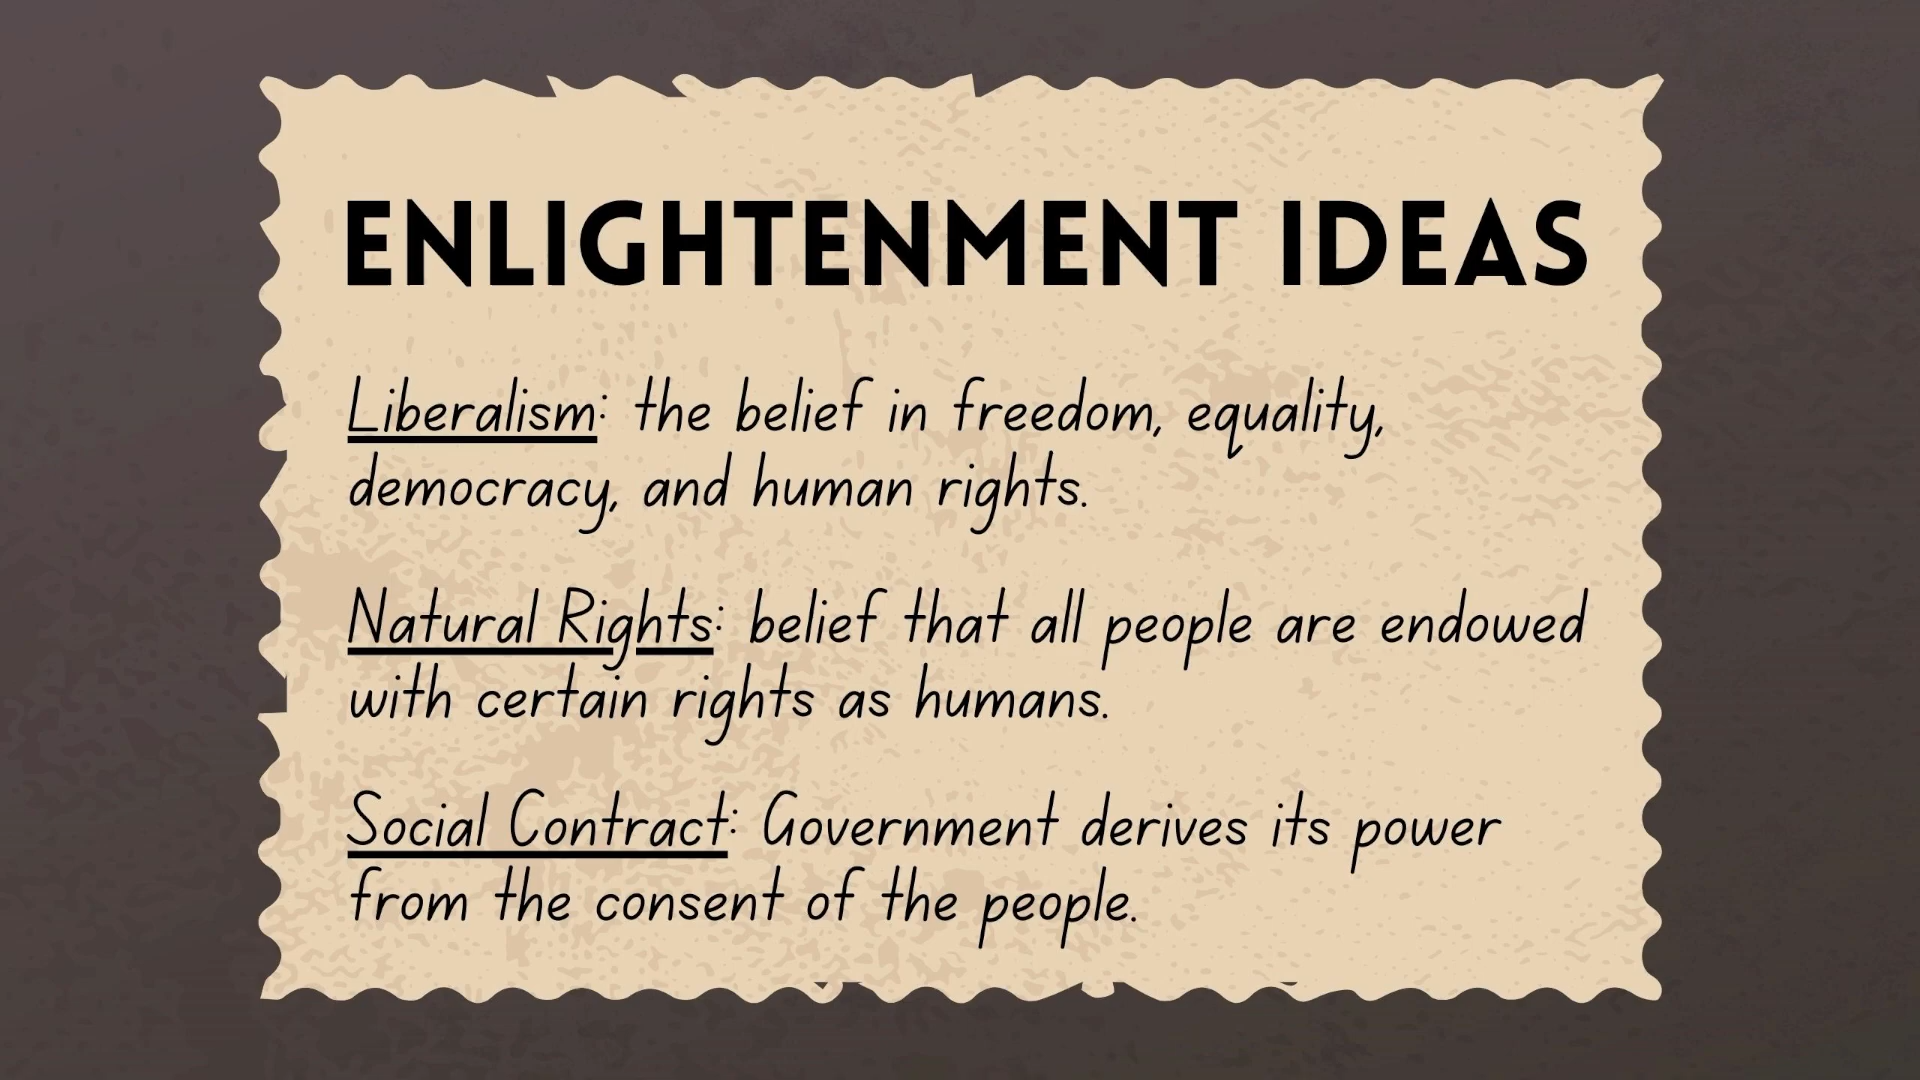 ENLIGHTENMENT IDEAS
Liberalism: the belief in freedom, equality,
democracy, and human rights.
Natural Rights: belief that all people are endowed
with certain rights as humans.
Social Contract: Government derives its power
from the consent of the people.